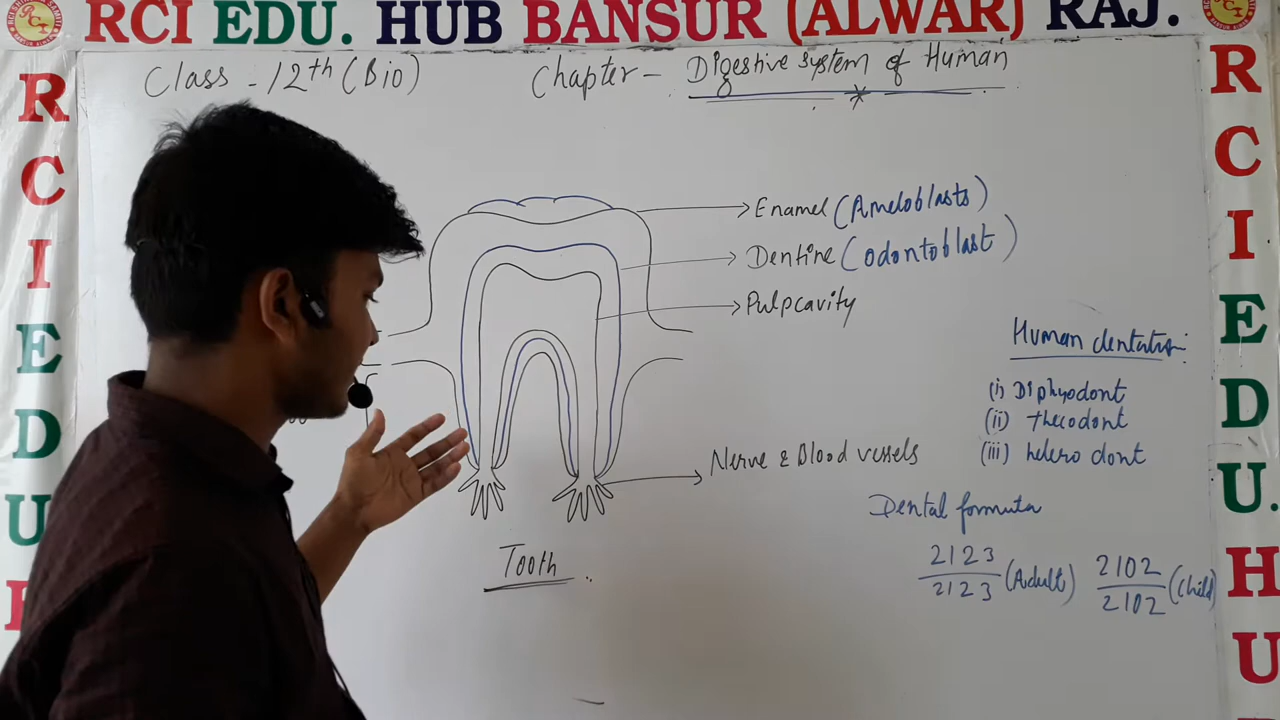 RCI EDU. HUB BANSUR (ALWAR) RAJ.
Class - 12th (Bio)
Chapter - Digestive system of Human
Enamel (Ameloblasts)
Dentine (odontoblast)
Pulpcavity
Nerve & Blood vessels
Tooth
Human dentation
(i) Diphyodont
(ii) thecodont
(iii) hetero dont
Dental formula
2123
2123 (Adult)
2102
2102 (Child)
R
C
I
E
D
U
R
C
I
E
D
U.
H
U